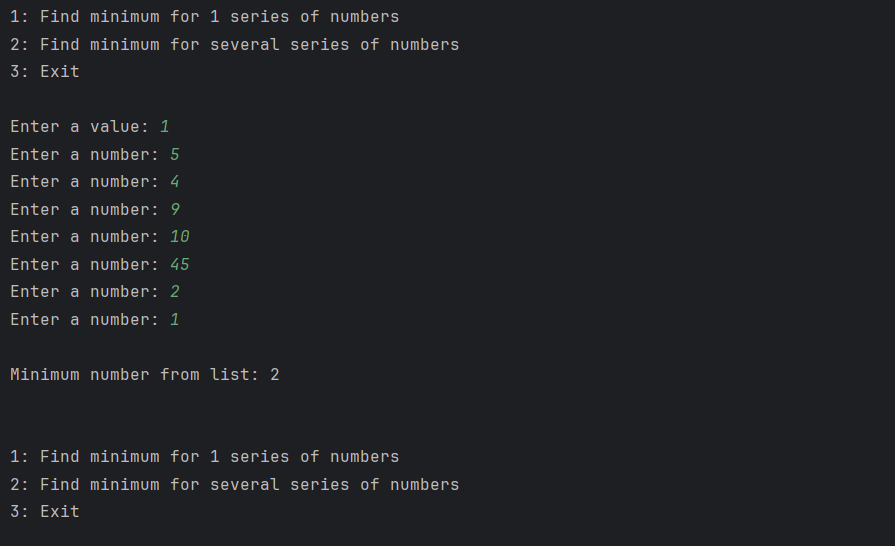 1: Find minimum for 1 series of numbers
2: Find minimum for several series of numbers
3: Exit
Enter a value: 1
Enter a number: 5
Enter a number: 4
Enter a number: 9
Enter a number: 10
Enter a number: 45
Enter a number: 2
Enter a number: 1
Minimum number from list: 2
1: Find minimum for 1 series of numbers
2: Find minimum for several series of numbers
3: Exit